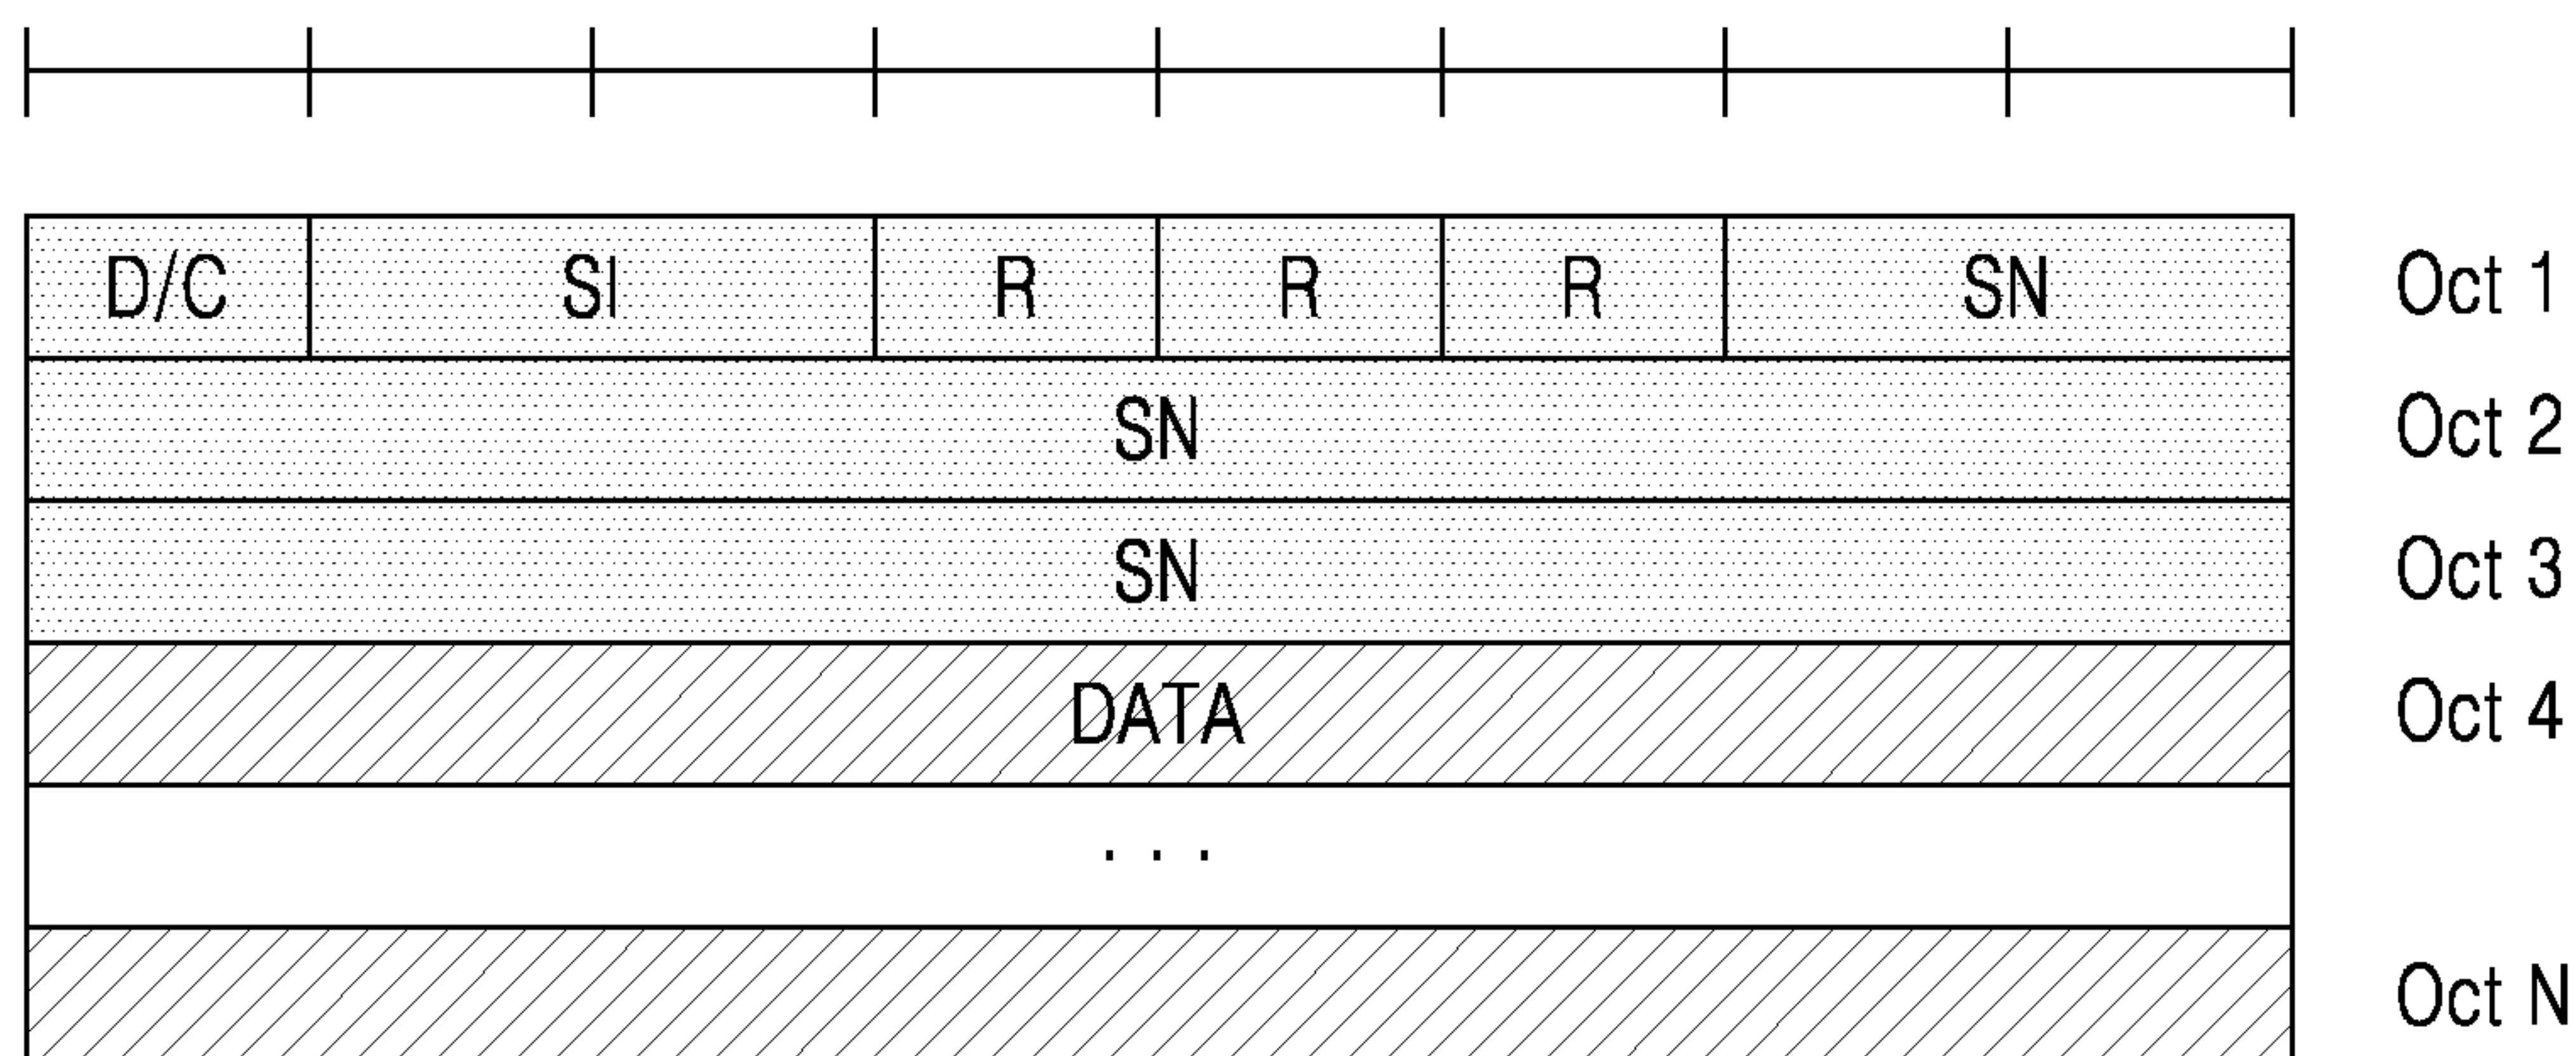 D/C SI R R R SN Oct 1
SN Oct 2
SN Oct 3
DATA Oct 4
...
Oct N